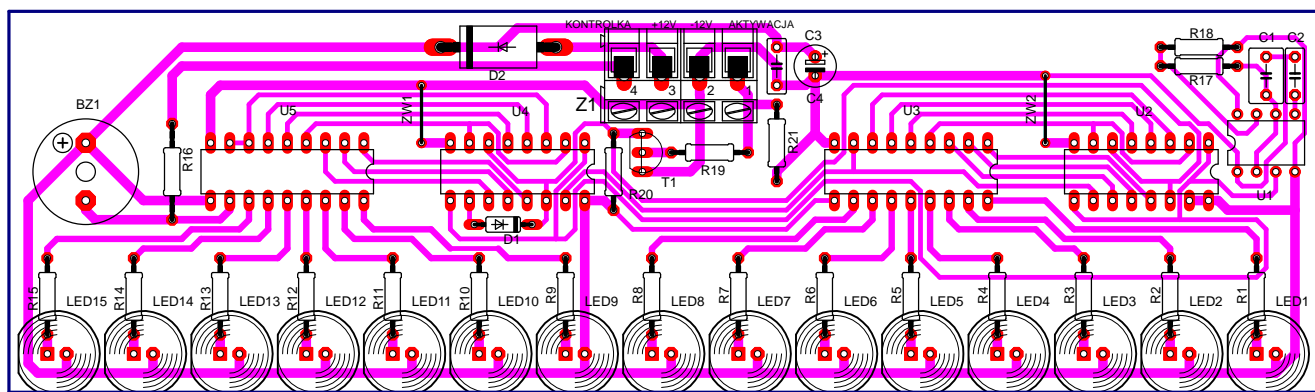 KONTROLKA +12V -12V AKTYWACJA
C3
R18
C1 C2
D2
R17
BZ1
4 3 2 1
C4
Z1
U5
ZW1
U4
U3
ZW2
U2
R21
R16
R19
T1
R20
U1
D1
R15 LED15
R14 LED14
R13 LED13
R12 LED12
R11 LED11
R10 LED10
R9 LED9
R8 LED8
R7 LED7
R6 LED6
R5 LED5
R4 LED4
R3 LED3
R2 LED2
R1 LED1